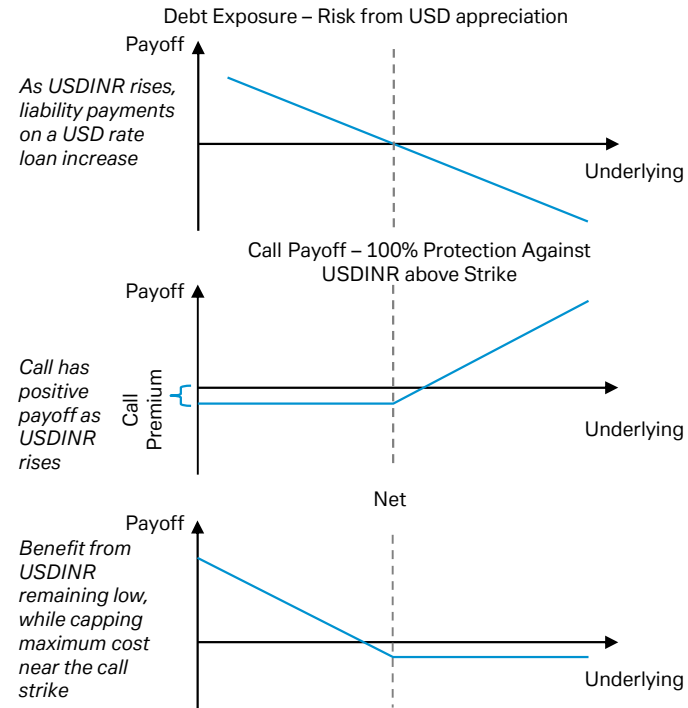 Debt Exposure – Risk from USD appreciation
Payoff
As USDINR rises,
liability payments
on a USD rate
loan increase
Underlying
Call Payoff – 100% Protection Against
USDINR above Strike
Payoff
Call has
positive
payoff as
USDINR
rises
Call
Premium
Underlying
Net
Payoff
Benefit from
USDINR
remaining low,
while capping
maximum cost
near the call
strike
Underlying